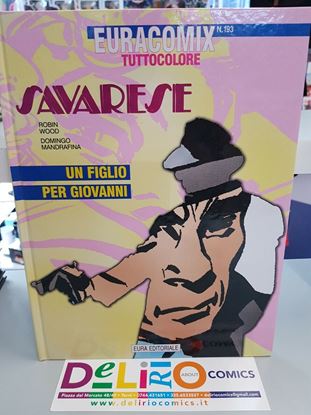 EURACOMIX
N.193
TUTTOCOLORE
SAVARESE
ROBIN
WOOD
DOMINGO
MANDRAFINA
UN FIGLIO
PER GIOVANNI
EURA EDITORIALE
DELIRIO
ABOUT
COMICS
www.deliriocomics.it